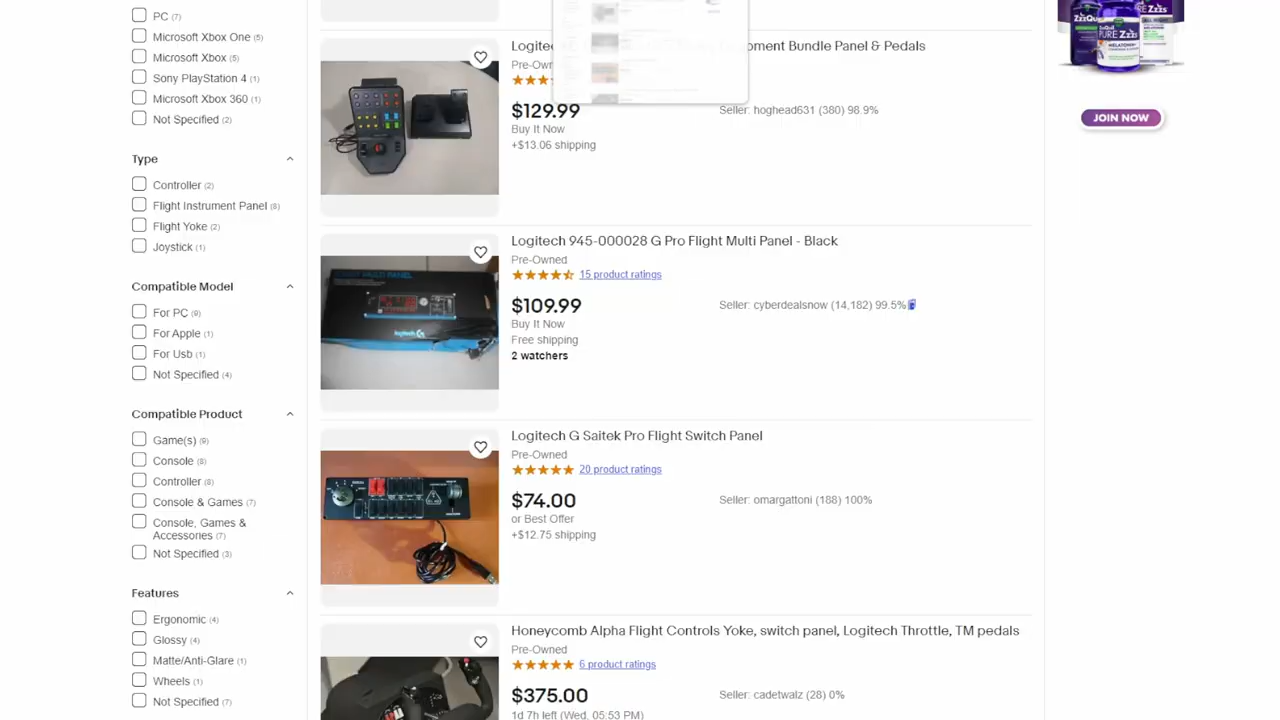 PC (7)
Microsoft Xbox One (5)
Microsoft Xbox (5)
Sony PlayStation 4 (1)
Microsoft Xbox 360 (1)
Not Specified (2)
Type
Controller (2)
Flight Instrument Panel (8)
Flight Yoke (2)
Joystick (1)
Compatible Model
For PC (9)
For Apple (1)
For Usb (1)
Not Specified (4)
Compatible Product
Game(s) (9)
Console (8)
Controller (8)
Console & Games (7)
Console, Games &
Accessories (7)
Not Specified (3)
Features
Ergonomic (4)
Glossy (4)
Matte/Anti-Glare (1)
Wheels (1)
Not Specified (7)
Bundle Panel & Pedals
$129.99
Seller: hoghead631 (380) 98.9%
Buy It Now
+$13.06 shipping
Logitech 945-000028 G Pro Flight Multi Panel - Black
Pre-Owned
15 product ratings
$109.99
Seller: cyberdealsnow (14,182) 99.5%
Buy It Now
Free shipping
2 watchers
logitech
Logitech G Saitek Pro Flight Switch Panel
Pre-Owned
20 product ratings
$74.00
Seller: omargattoni (188) 100%
or Best Offer
+$12.75 shipping
Honeycomb Alpha Flight Controls Yoke, switch panel, Logitech Throttle, TM pedals
Pre-Owned
6 product ratings
$375.00
Seller: cadetwalz (28) 0%
1d 7h left (Wed, 05:53 PM)
ZzzQuil
PURE Zzzs
MELATONIN
JOIN NOW